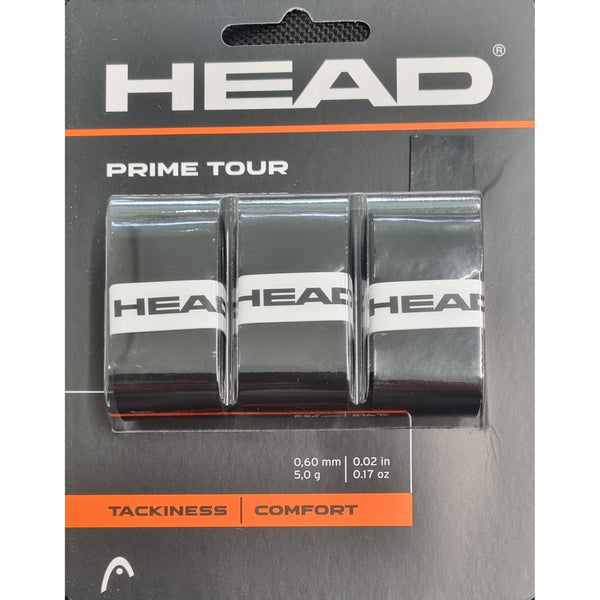 HEAD®
PRIME TOUR
HEAD HEAD HEAD
0,60 mm | 0.02 in
5,0 g | 0.17 oz
TACKINESS | COMFORT